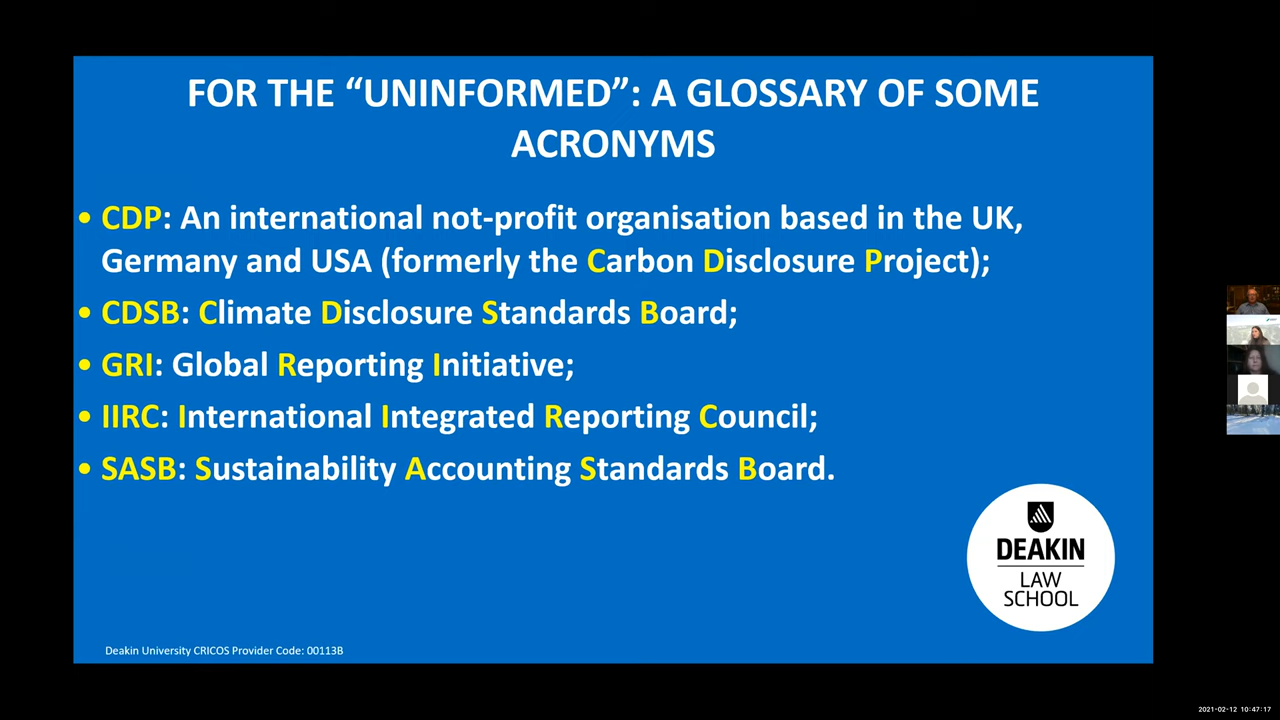 FOR THE “UNINFORMED”: A GLOSSARY OF SOME
ACRONYMS
• CDP: An international not-profit organisation based in the UK,
Germany and USA (formerly the Carbon Disclosure Project);
• CDSB: Climate Disclosure Standards Board;
• GRI: Global Reporting Initiative;
• IIRC: International Integrated Reporting Council;
• SASB: Sustainability Accounting Standards Board.
DEAKIN
LAW
SCHOOL
Deakin University CRICOS Provider Code: 00113B
2021-02-12 10:47:17